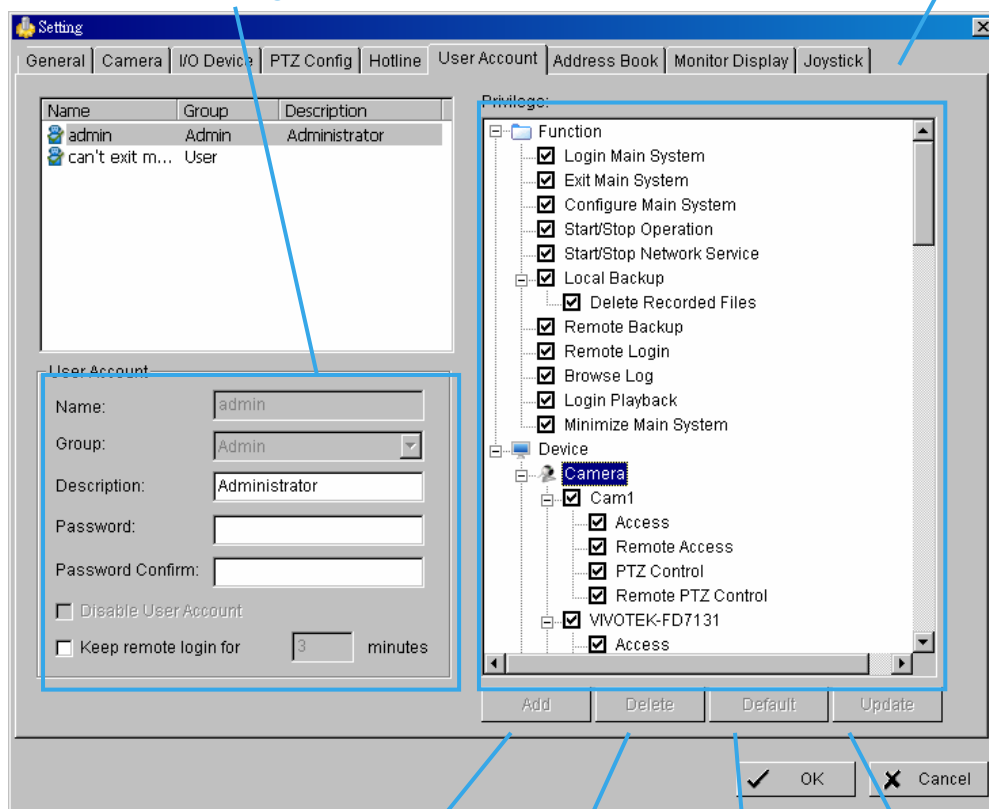 Setting
General Camera I/O Device PTZ Config Hotline User Account Address Book Monitor Display Joystick
Name Group Description
admin Admin Administrator
can't exit m... User
User Account
Name: admin
Group: Admin
Description: Administrator
Password:
Password Confirm:
Disable User Account
Keep remote login for 3 minutes
Privilege:
Function
Login Main System
Exit Main System
Configure Main System
Start/Stop Operation
Start/Stop Network Service
Local Backup
Delete Recorded Files
Remote Backup
Remote Login
Browse Log
Login Playback
Minimize Main System
Device
Camera
Cam1
Access
Remote Access
PTZ Control
Remote PTZ Control
VIVOTEK-FD7131
Access
Add Delete Default Update
OK Cancel